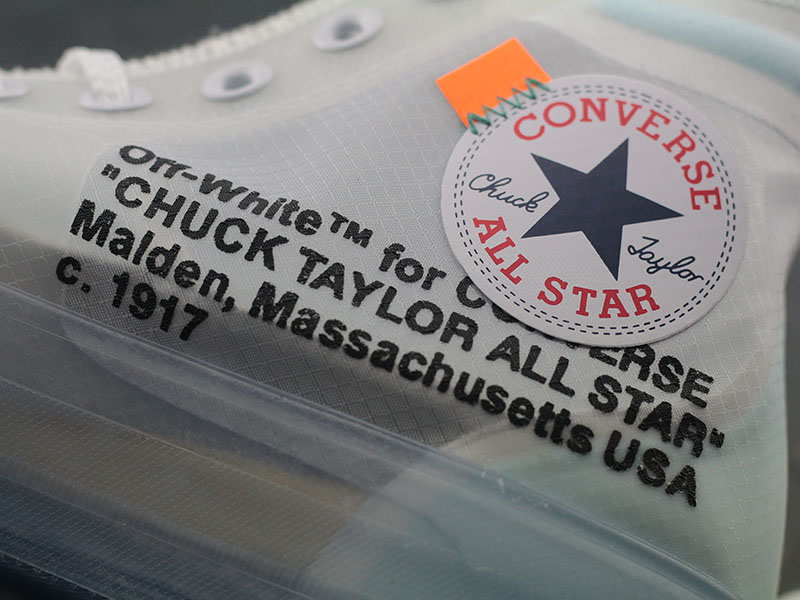 Off-White™ for CONVERSE
"CHUCK TAYLOR ALL STAR"
Malden, Massachusetts USA
c. 1917
CONVERSE
Chuck Taylor
ALL STAR